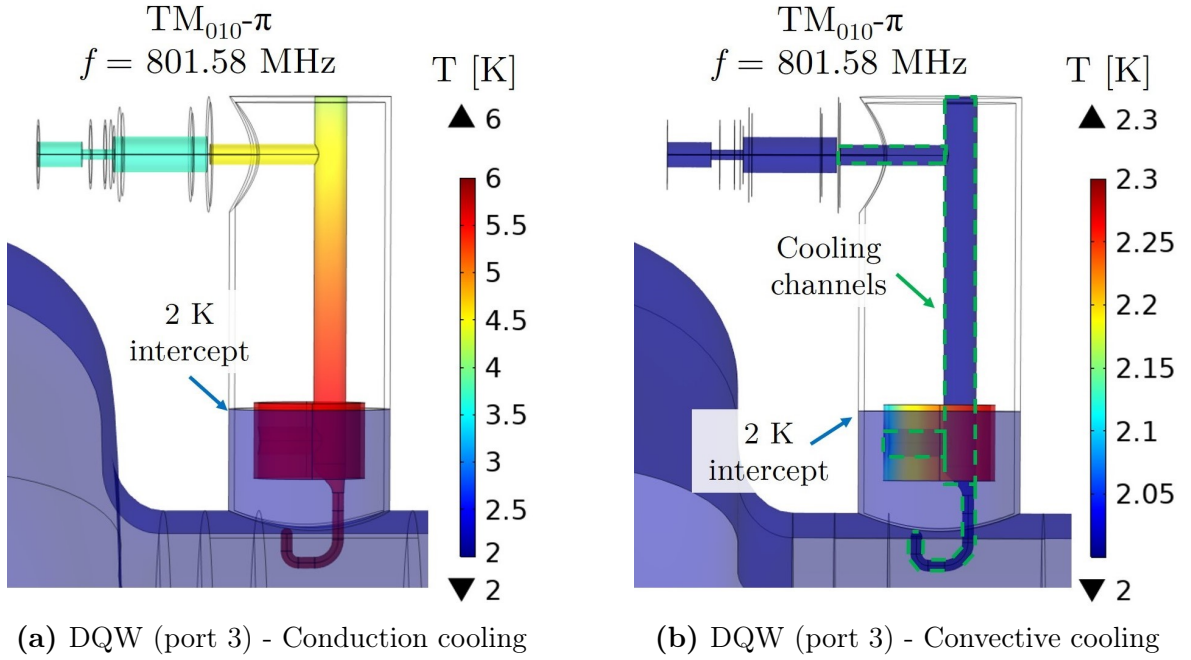 TM₀₁₀-π
f = 801.58 MHz
T [K]
▲ 6
6
5.5
5
4.5
4
3.5
3
2.5
2
▼ 2
2 K
intercept
(a) DQW (port 3) - Conduction cooling
TM₀₁₀-π
f = 801.58 MHz
T [K]
▲ 2.3
2.3
2.25
2.2
2.15
2.1
2.05
▼ 2
Cooling
channels
2 K
intercept
(b) DQW (port 3) - Convective cooling